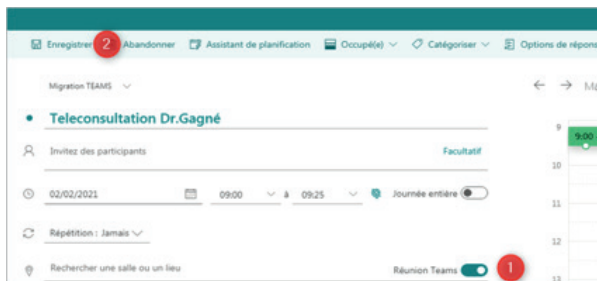 Enregistrer 2 Abandonner Assistant de planification Occupé(e) Catégoriser Options de répons
Migration TEAMS
Teleconsultation Dr.Gagné
Invitez des participants Facultatif
02/02/2021 09:00 à 09:25 Journée entière
Répétition : Jamais
Rechercher une salle ou un lieu Réunion Teams 1
9
9:00
10
11
12
13